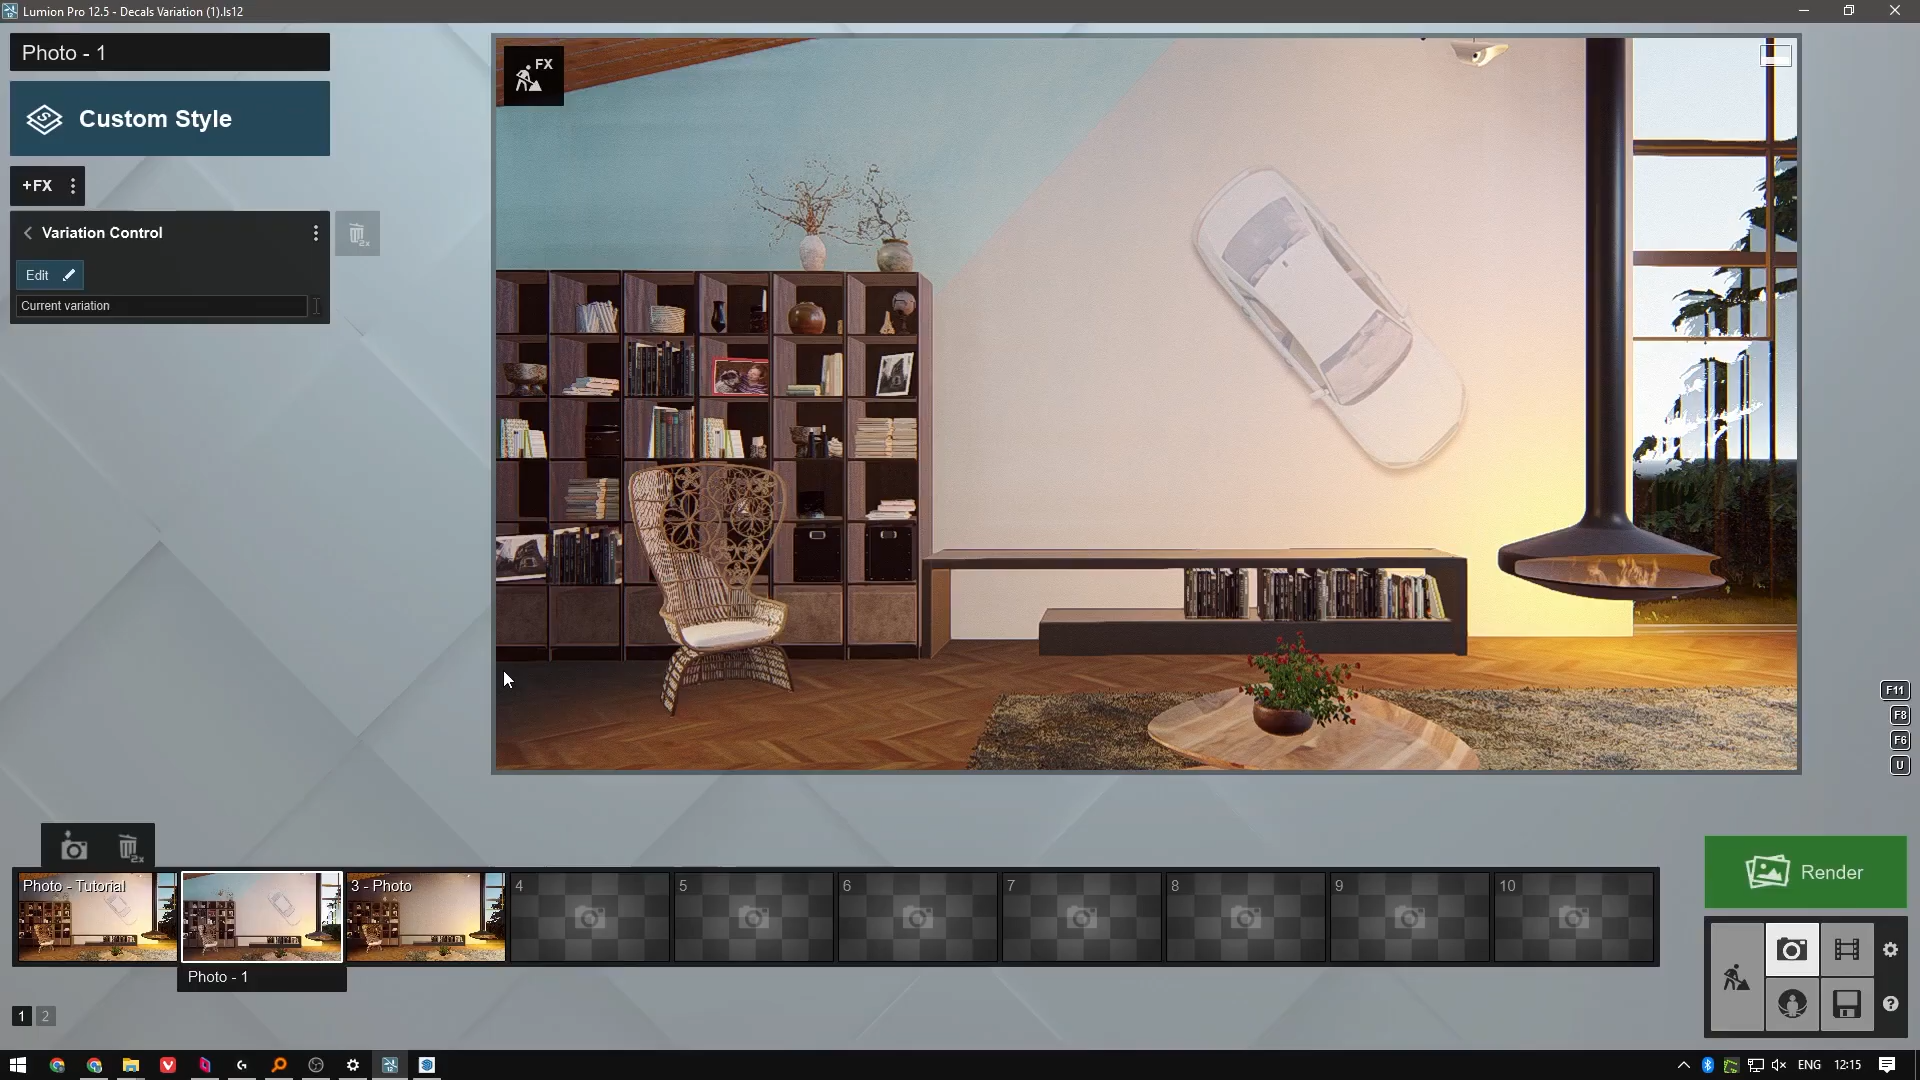 Lumion Pro 12.5 - Decals Variation (1).ls12
Photo - 1
Custom Style
+FX
Variation Control
Edit
Current variation
FX
F11
F8
F6
U
Photo - Tutorial
3 - Photo
4
5
6
7
8
9
10
Photo - 1
1
2
Render
ENG
12:15